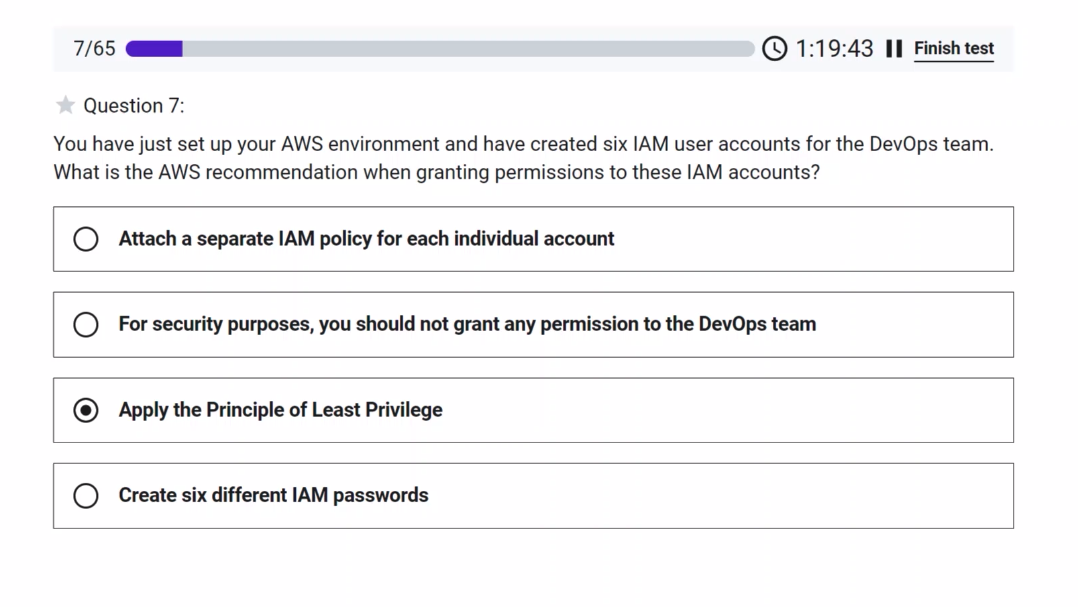 7/65 1:19:43 Finish test
Question 7:
You have just set up your AWS environment and have created six IAM user accounts for the DevOps team.
What is the AWS recommendation when granting permissions to these IAM accounts?
Attach a separate IAM policy for each individual account
For security purposes, you should not grant any permission to the DevOps team
Apply the Principle of Least Privilege
Create six different IAM passwords